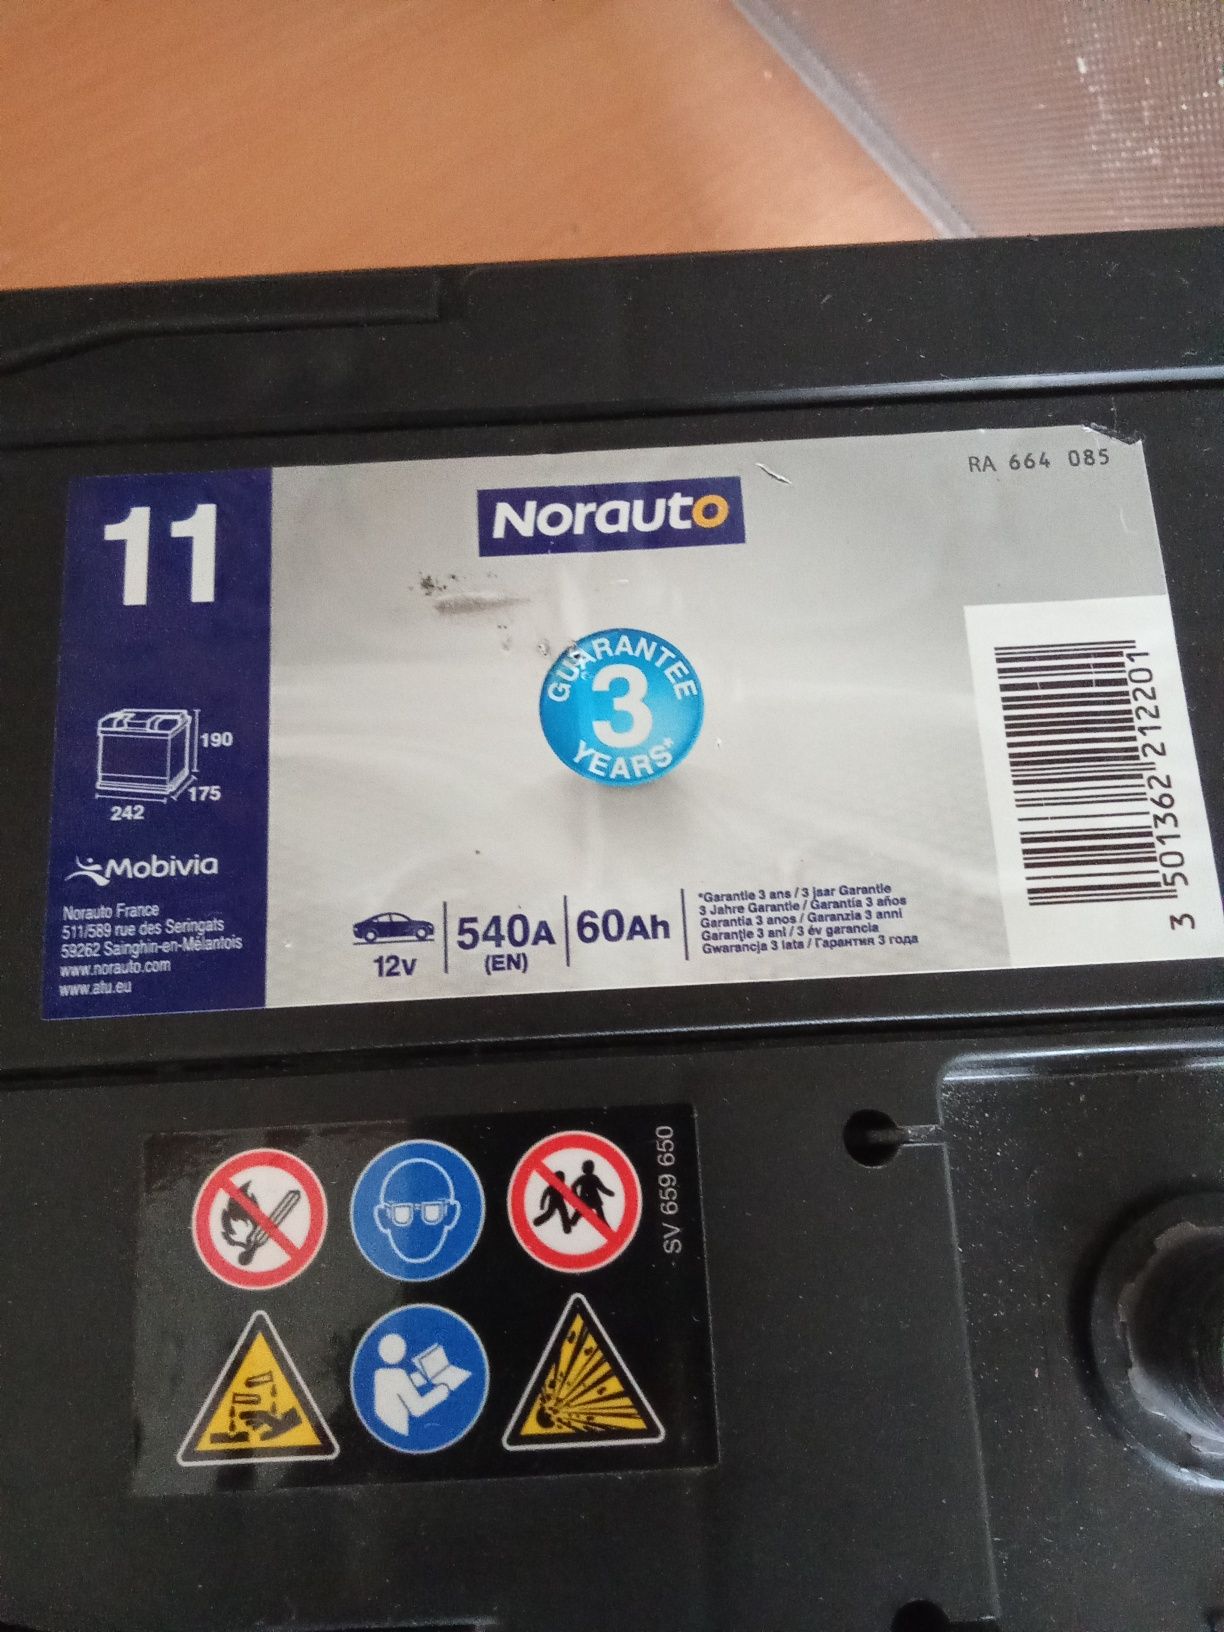 RA 664 085
11
Norauto
GUARANTEE
3
YEARS*
190
175
242
Mobivia
Norauto France
511/589 rue des Seringats
59262 Sainghin-en-Mélantois
www.norauto.com
www.atu.eu
12V
540A
(EN)
60Ah
*Garantie 3 ans / 3 jaar Garantie
3 Jahre Garantie / Garantía 3 años
Garantia 3 anos / Garanzia 3 anni
Garanţie 3 ani / 3 év garancia
Gwarancja 3 lata / Гарантия 3 года
3 501362 212201
SV 659 650